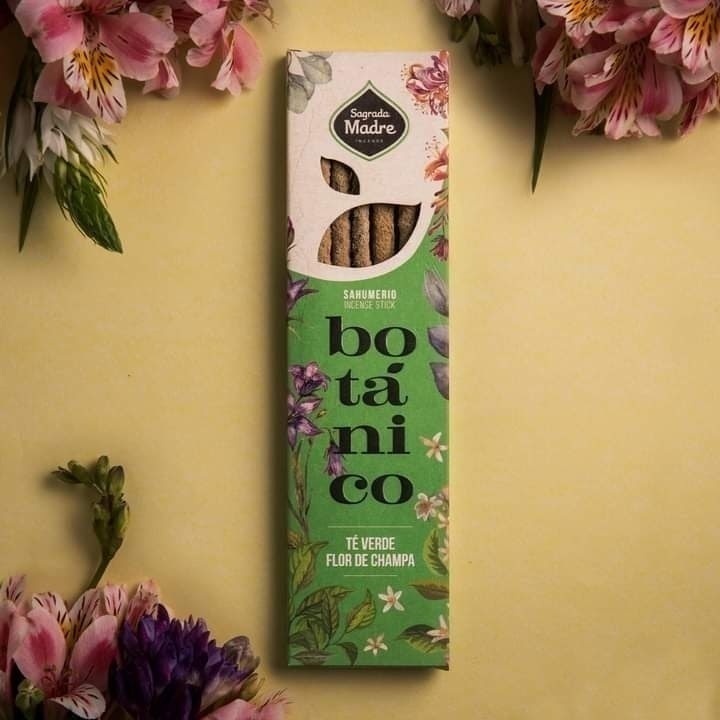 Sagrada
Madre
INCENSE
SAHUMERIO
INCENSE STICK
bo
tá
ni
co
TÉ VERDE
FLOR DE CHAMPA